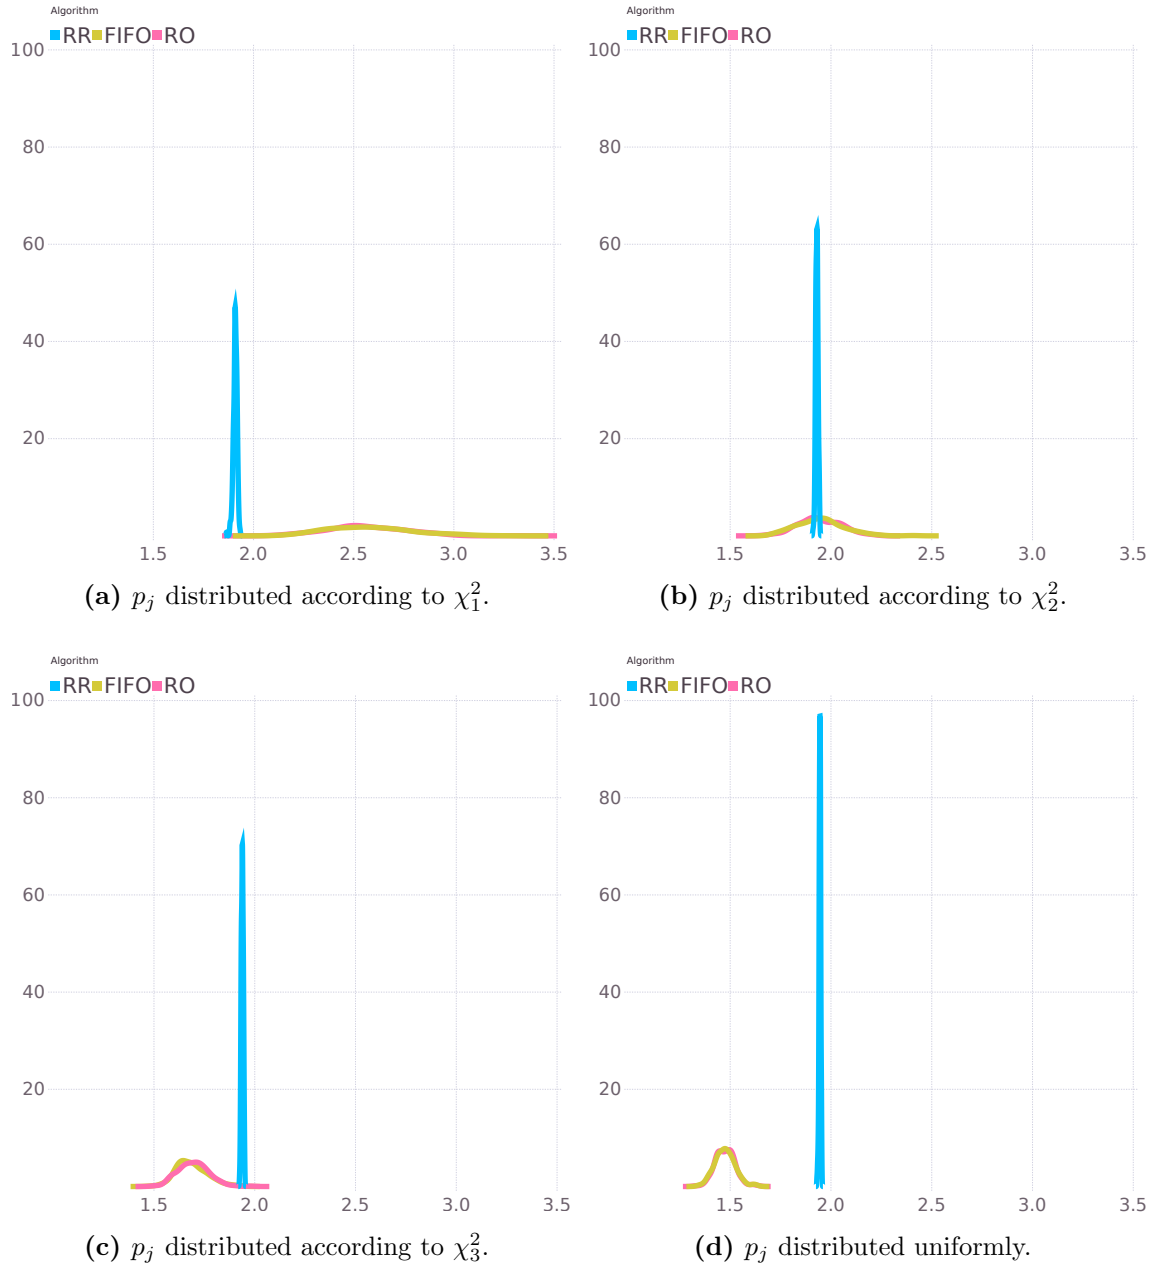 Algorithm
RR FIFO RO
100
80
60
40
20
1.5 2.0 2.5 3.0 3.5
(a) p_j distributed according to χ²₁.
Algorithm
RR FIFO RO
100
80
60
40
20
1.5 2.0 2.5 3.0 3.5
(b) p_j distributed according to χ²₂.
Algorithm
RR FIFO RO
100
80
60
40
20
1.5 2.0 2.5 3.0 3.5
(c) p_j distributed according to χ²₃.
Algorithm
RR FIFO RO
100
80
60
40
20
1.5 2.0 2.5 3.0 3.5
(d) p_j distributed uniformly.